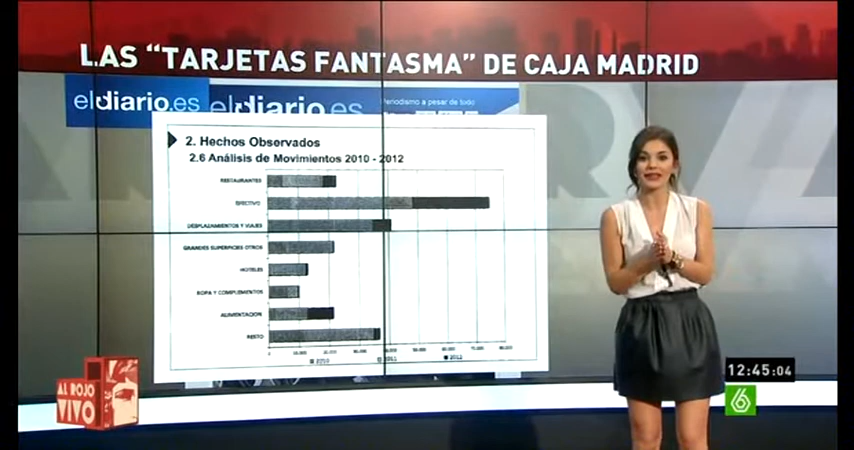 LAS “TARJETAS FANTASMA” DE CAJA MADRID
eldiario.es eldiario.es Periodismo a pesar de todo
2. Hechos Observados
2.6 Análisis de Movimientos 2010 - 2012
RESTAURANTES
EFECTIVO
DESPLAZAMIENTOS Y VIAJES
GRANDES SUPERFICIES OTROS
HOTELES
ROPA Y COMPLEMENTOS
ALIMENTACION
RESTO
2010 2011 2012
AL ROJO
VIVO
12:45:04
6